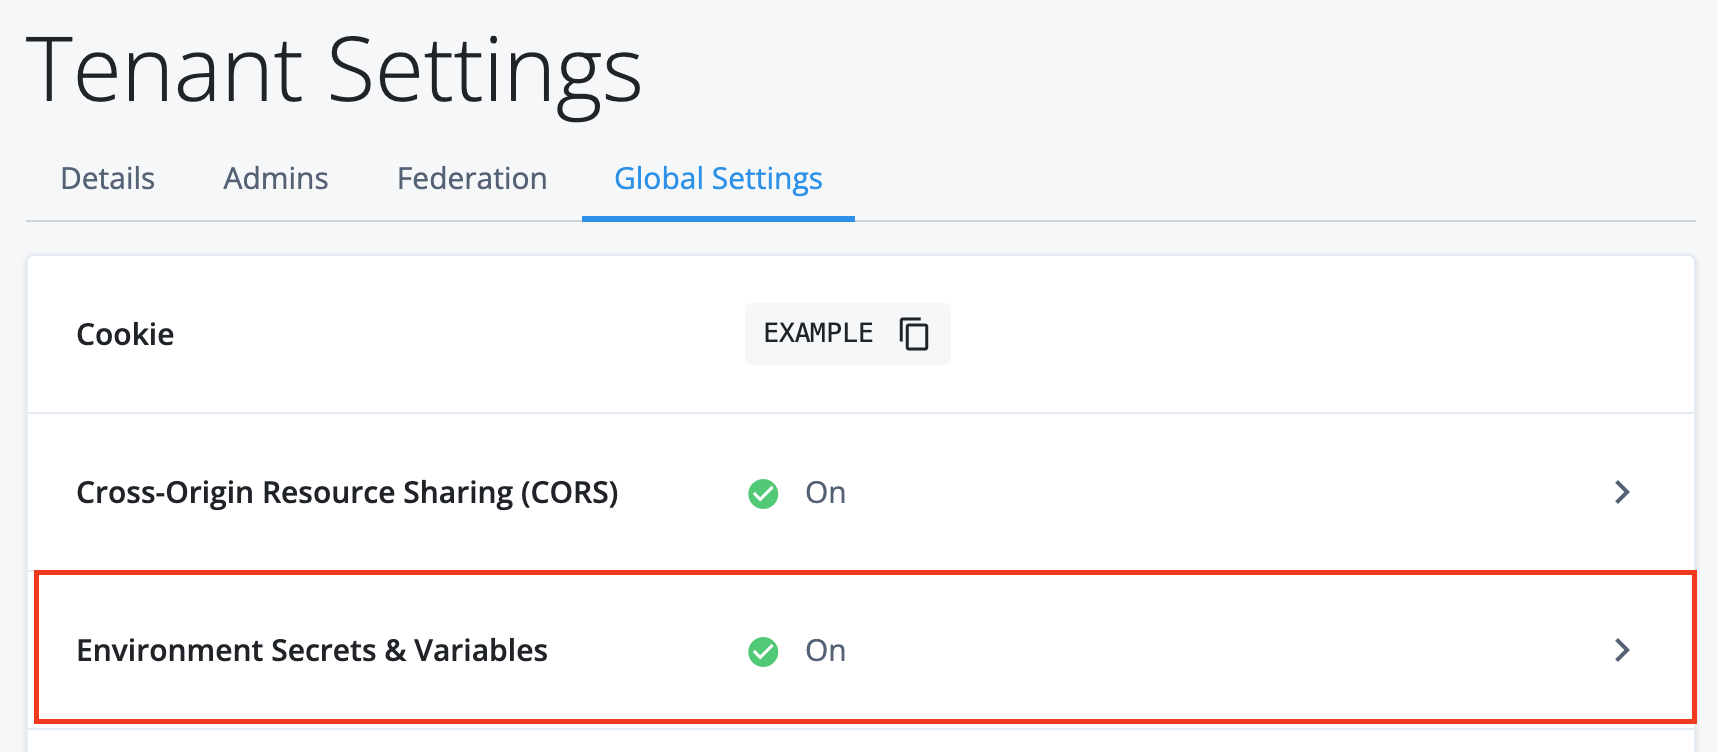 Tenant Settings
Details Admins Federation Global Settings
Cookie EXAMPLE
Cross-Origin Resource Sharing (CORS) On
Environment Secrets & Variables On